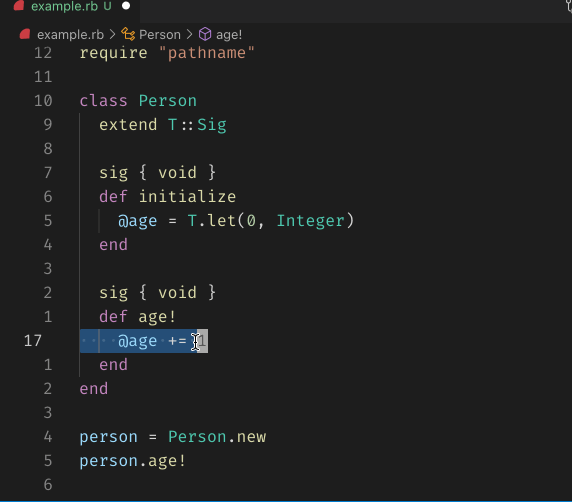 example.rb U
example.rb > Person > age!
12 require "pathname"
11
10 class Person
9 extend T::Sig
8
7 sig { void }
6 def initialize
5 @age = T.let(0, Integer)
4 end
3
2 sig { void }
1 def age!
17 @age += 1
1 end
2 end
3
4 person = Person.new
5 person.age!
6